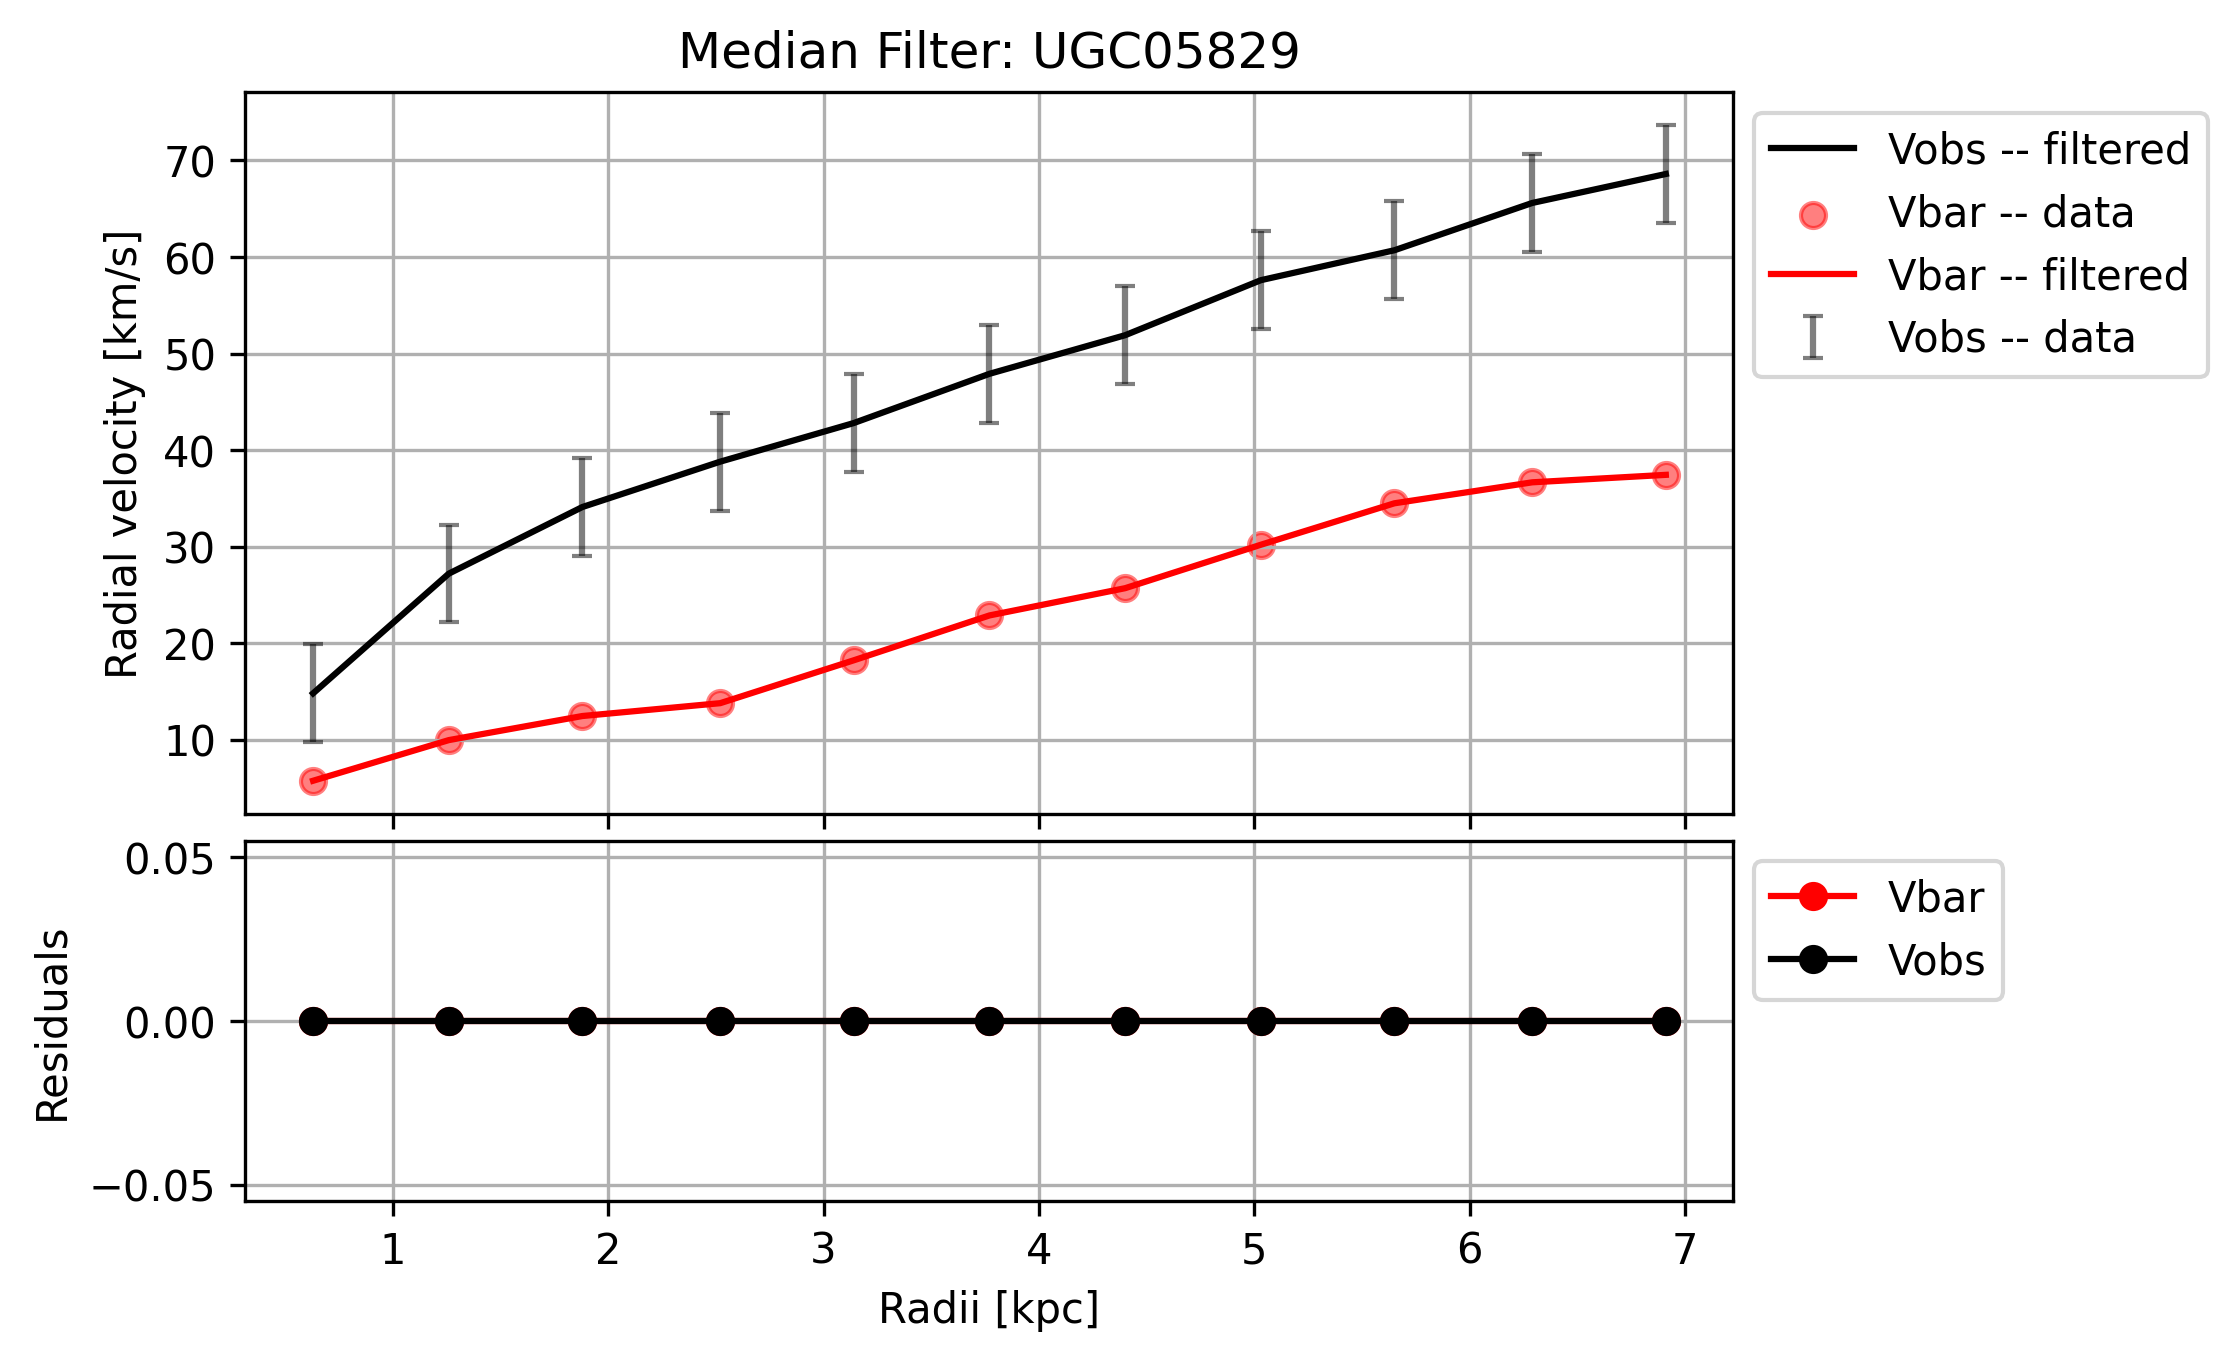 Median Filter: UGC05829
Radial velocity [km/s]
70
60
50
40
30
20
10
Vobs -- filtered
Vbar -- data
Vbar -- filtered
Vobs -- data
Residuals
0.05
0.00
−0.05
Vbar
Vobs
1 2 3 4 5 6 7
Radii [kpc]